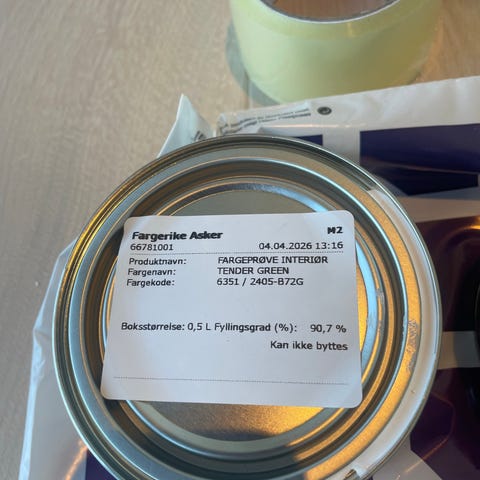 Fargerike Asker M2
66781001 04.04.2026 13:16
Produktnavn: FARGEPRØVE INTERIØR
Fargenavn: TENDER GREEN
Fargekode: 6351 / 2405-B72G
Boksstørrelse: 0,5 L Fyllingsgrad (%): 90,7 %
Kan ikke byttes